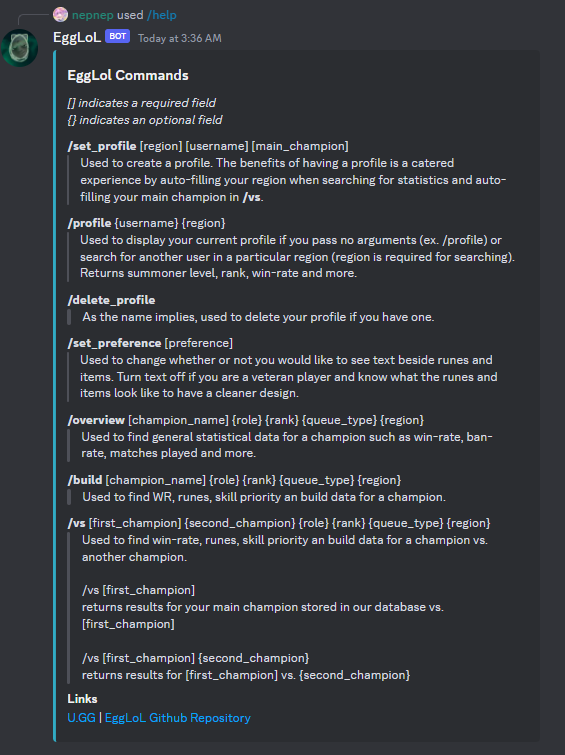 nepnep used /help
EggLoL BOT Today at 3:36 AM
EggLol Commands
[] indicates a required field
{} indicates an optional field
/set_profile [region] [username] [main_champion]
Used to create a profile. The benefits of having a profile is a catered
experience by auto-filling your region when searching for statistics and auto-
filling your main champion in /vs.
/profile {username} {region}
Used to display your current profile if you pass no arguments (ex. /profile) or
search for another user in a particular region (region is required for searching).
Returns summoner level, rank, win-rate and more.
/delete_profile
As the name implies, used to delete your profile if you have one.
/set_preference [preference]
Used to change whether or not you would like to see text beside runes and
items. Turn text off if you are a veteran player and know what the runes and
items look like to have a cleaner design.
/overview [champion_name] {role} {rank} {queue_type} {region}
Used to find general statistical data for a champion such as win-rate, ban-
rate, matches played and more.
/build [champion_name] {role} {rank} {queue_type} {region}
Used to find WR, runes, skill priority an build data for a champion.
/vs [first_champion] {second_champion} {role} {rank} {queue_type} {region}
Used to find win-rate, runes, skill priority an build data for a champion vs.
another champion.
/vs [first_champion]
returns results for your main champion stored in our database vs.
[first_champion]
/vs [first_champion] {second_champion}
returns results for [first_champion] vs. {second_champion}
Links
U.GG | EggLoL Github Repository